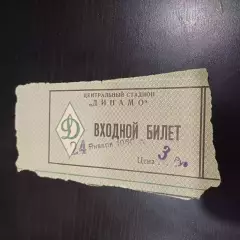 ЦЕНТРАЛЬНЫЙ СТАДИОН
„ДИНАМО"
Д
ВХОДНОЙ БИЛЕТ
24
Цена 3